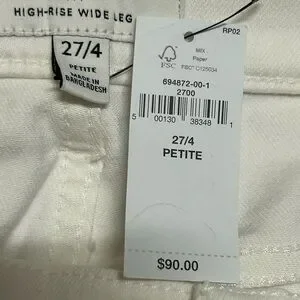 HIGH-RISE WIDE LEG
27/4
PETITE
MADE IN
BANGLADESH
RP02
FSC
MIX
Paper
FSC® C125034
694872-00-1
2700
5 00130 38348 1
27/4
PETITE
$90.00